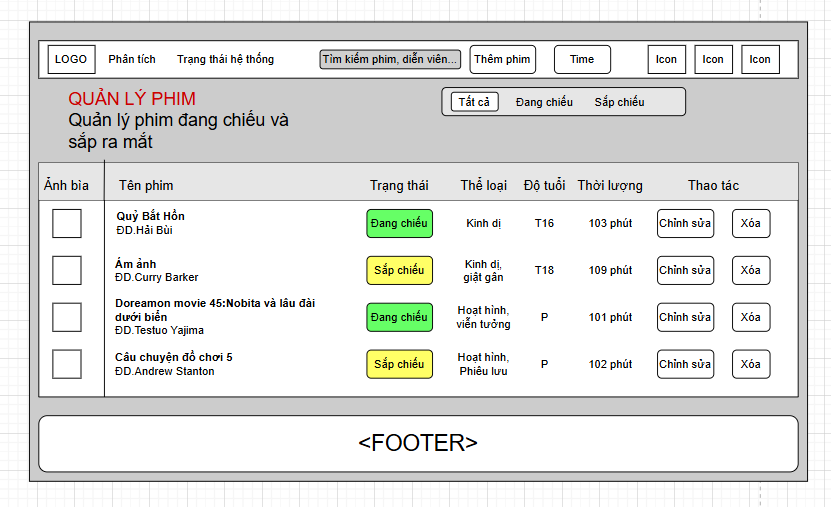 LOGO Phân tích Trạng thái hệ thống Tìm kiếm phim, diễn viên... Thêm phim Time Icon Icon Icon
QUẢN LÝ PHIM
Quản lý phim đang chiếu và
sắp ra mắt
Tất cả Đang chiếu Sắp chiếu
Ảnh bìa Tên phim Trạng thái Thể loại Độ tuổi Thời lượng Thao tác
Quỷ Bắt Hồn
ĐD.Hải Bùi
Đang chiếu Kinh dị T16 103 phút Chỉnh sửa Xóa
Ám ảnh
ĐD.Curry Barker
Sắp chiếu
Kinh dị,
giật gân
T18 109 phút Chỉnh sửa Xóa
Doreamon movie 45:Nobita và lâu đài
dưới biển
ĐD.Testuo Yajima
Đang chiếu
Hoạt hình,
viễn tưởng
P 101 phút Chỉnh sửa Xóa
Câu chuyện đồ chơi 5
ĐD.Andrew Stanton
Sắp chiếu
Hoạt hình,
Phiêu lưu
P 102 phút Chỉnh sửa Xóa
<FOOTER>